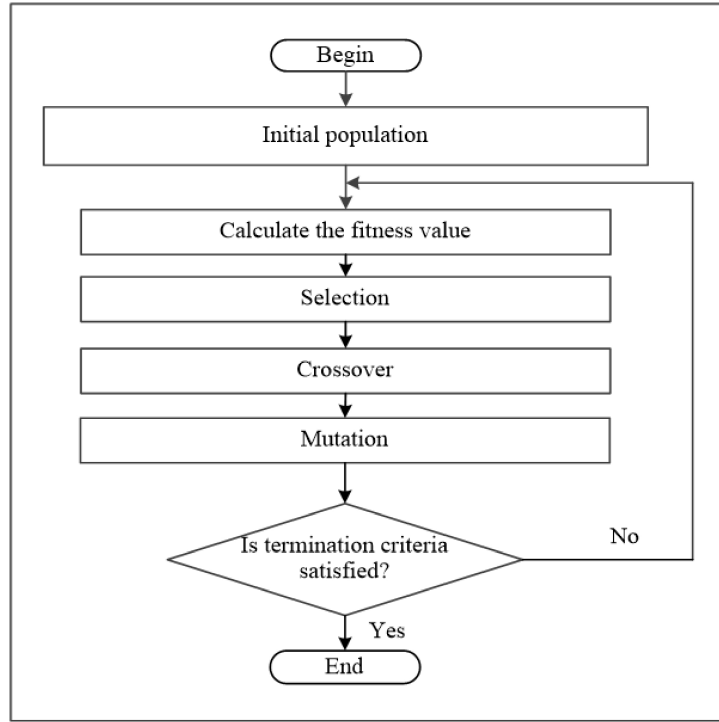 Begin
Initial population
Calculate the fitness value
Selection
Crossover
Mutation
Is termination criteria
satisfied?
No
Yes
End